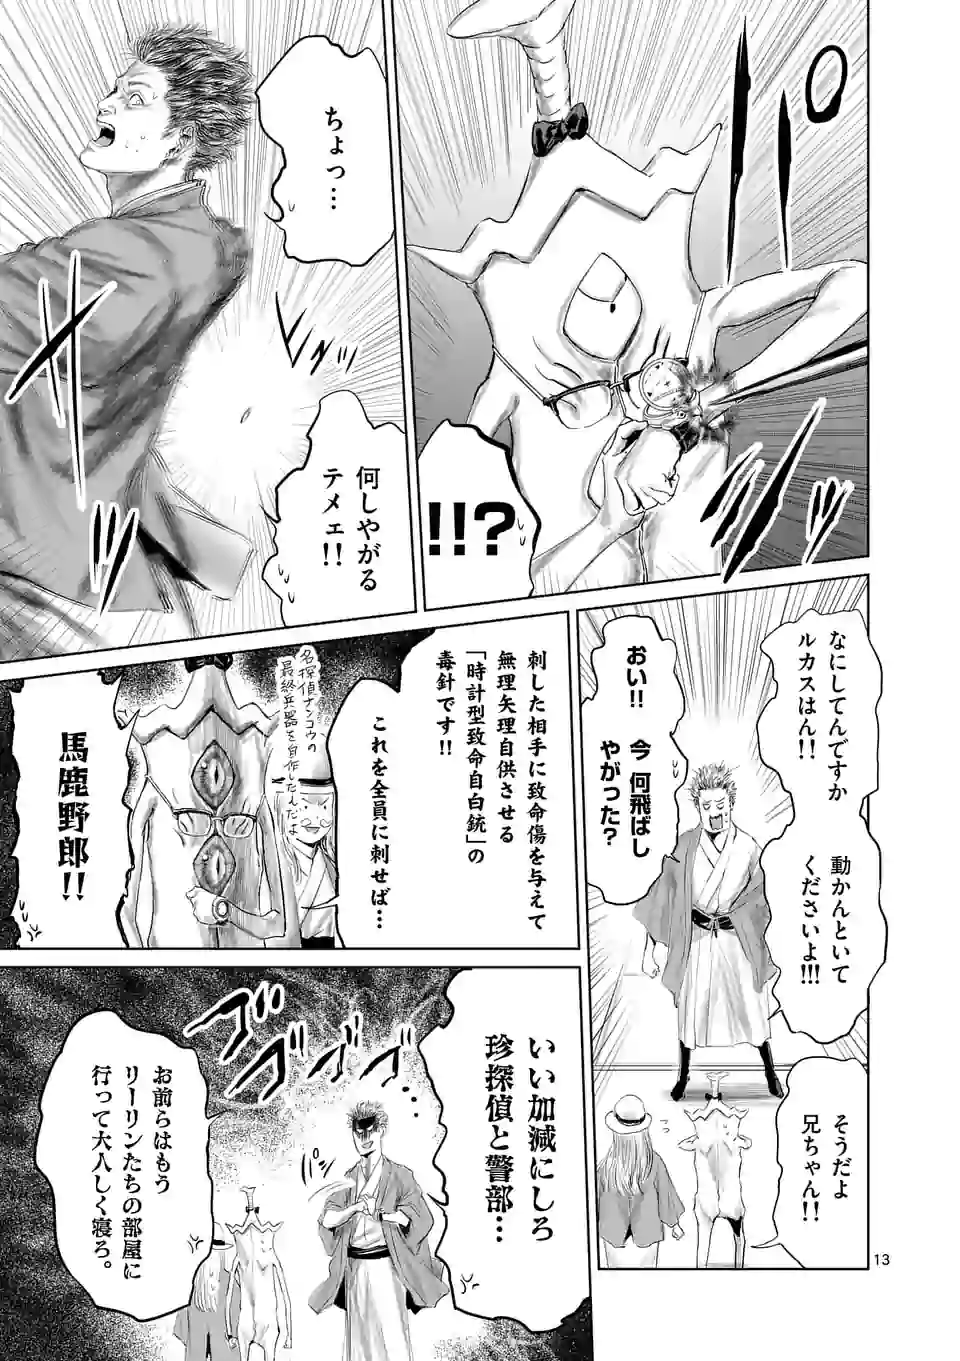 !!?
ちょっ…
何しやがる
テメェ!!
なにしてんですか
ルカスはん!!
動かんといて
くださいよ!!!
おい!! 今 何飛ばし
やがった?
そうだよ
兄ちゃん!!
刺した相手に致命傷を与えて
無理矢理自供させる
「時計型致命自白銃」の
毒針です!!
これを全員に刺せば…
名探偵ナンコウの
最終兵器を自作したんだよ
馬鹿野郎!!
いい加減にしろ
珍探偵と警部…
ゴゴゴゴ
お前らはもう
リーリンたちの部屋に
行って大人しく寝ろ。
13